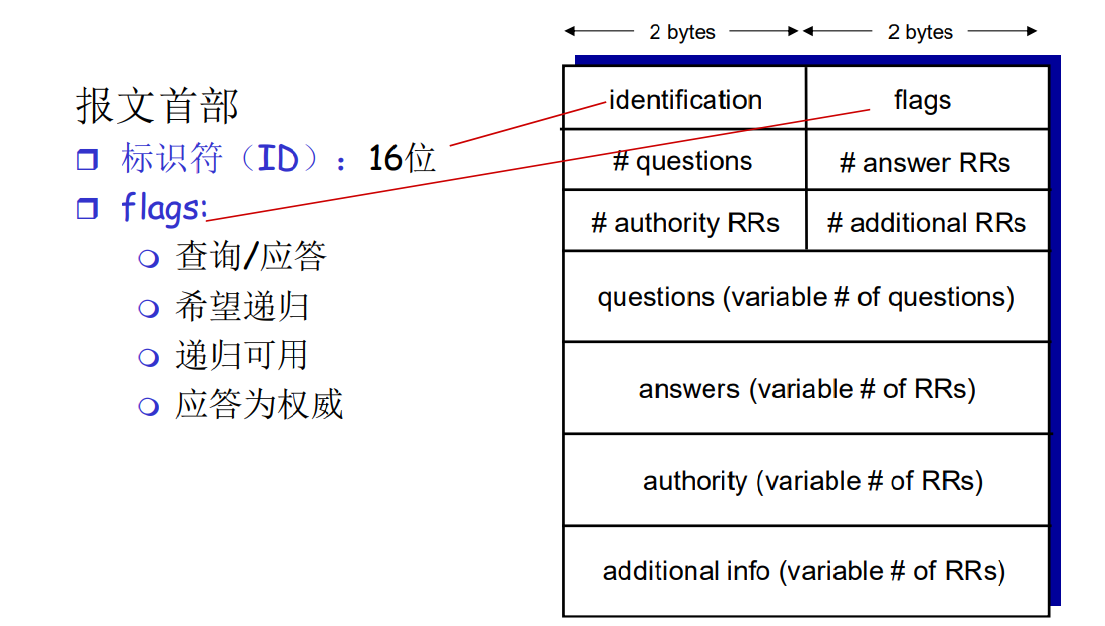 报文首部
标识符（ID）：16位
flags:
查询/应答
希望递归
递归可用
应答为权威
2 bytes
2 bytes
identification
flags
# questions
# answer RRs
# authority RRs
# additional RRs
questions (variable # of questions)
answers (variable # of RRs)
authority (variable # of RRs)
additional info (variable # of RRs)